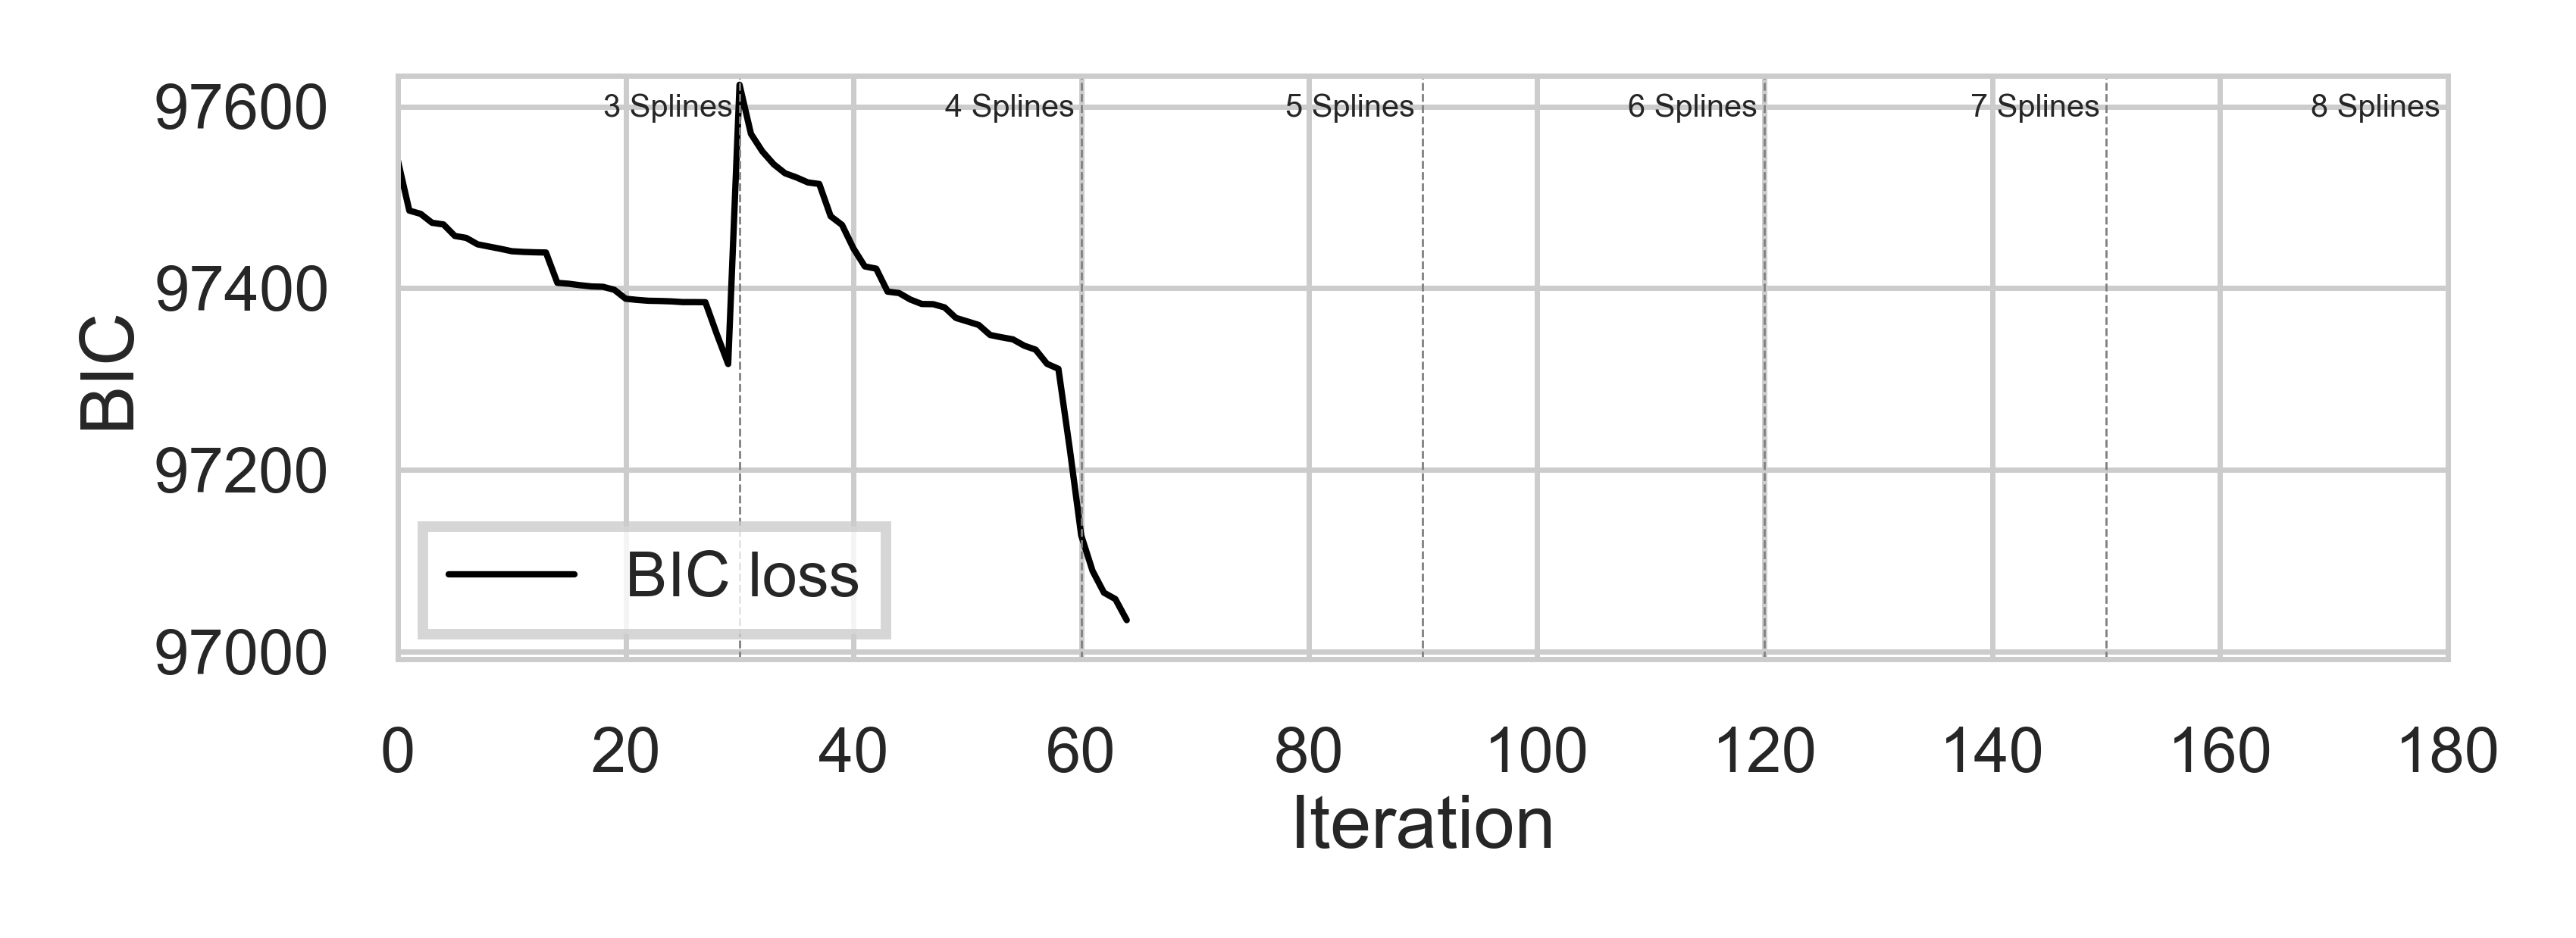 97600
97400
97200
97000
BIC
3 Splines
4 Splines
5 Splines
6 Splines
7 Splines
8 Splines
BIC loss
0 20 40 60 80 100 120 140 160 180
Iteration